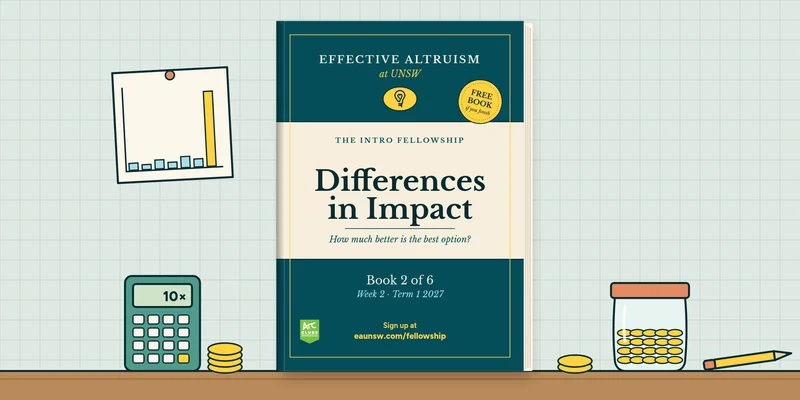 EFFECTIVE ALTRUISM
at UNSW
FREE
BOOK
if you finish
THE INTRO FELLOWSHIP
Differences
in Impact
How much better is the best option?
10×
Book 2 of 6
Week 2 · Term 1 2027
Arc
CLUBS
Sign up at
eaunsw.com/fellowship